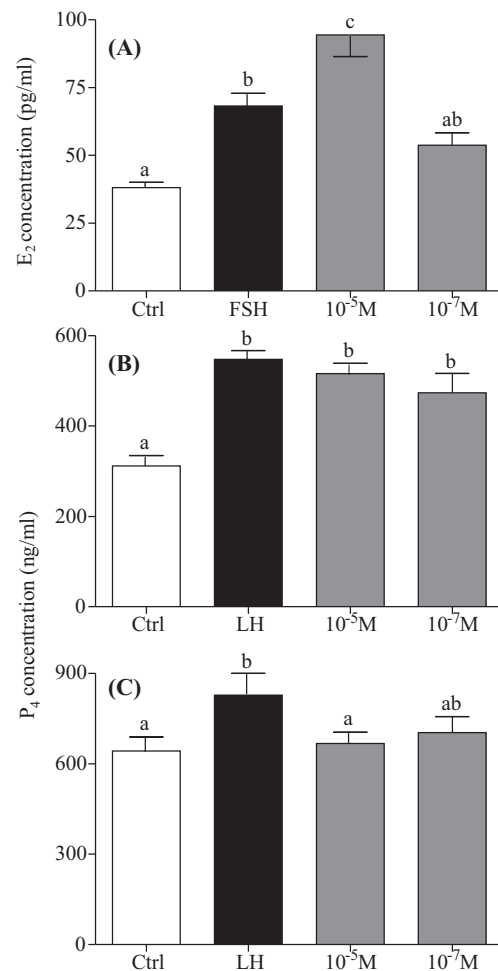 E2 concentration (pg/ml)
100
75
50
25
0
(A)
a
b
c
ab
Ctrl
FSH
10-5M
10-7M
P4 concentration (ng/ml)
600
400
200
0
(B)
a
b
b
b
Ctrl
LH
10-5M
10-7M
900
600
300
0
(C)
a
b
a
ab
Ctrl
LH
10-5M
10-7M